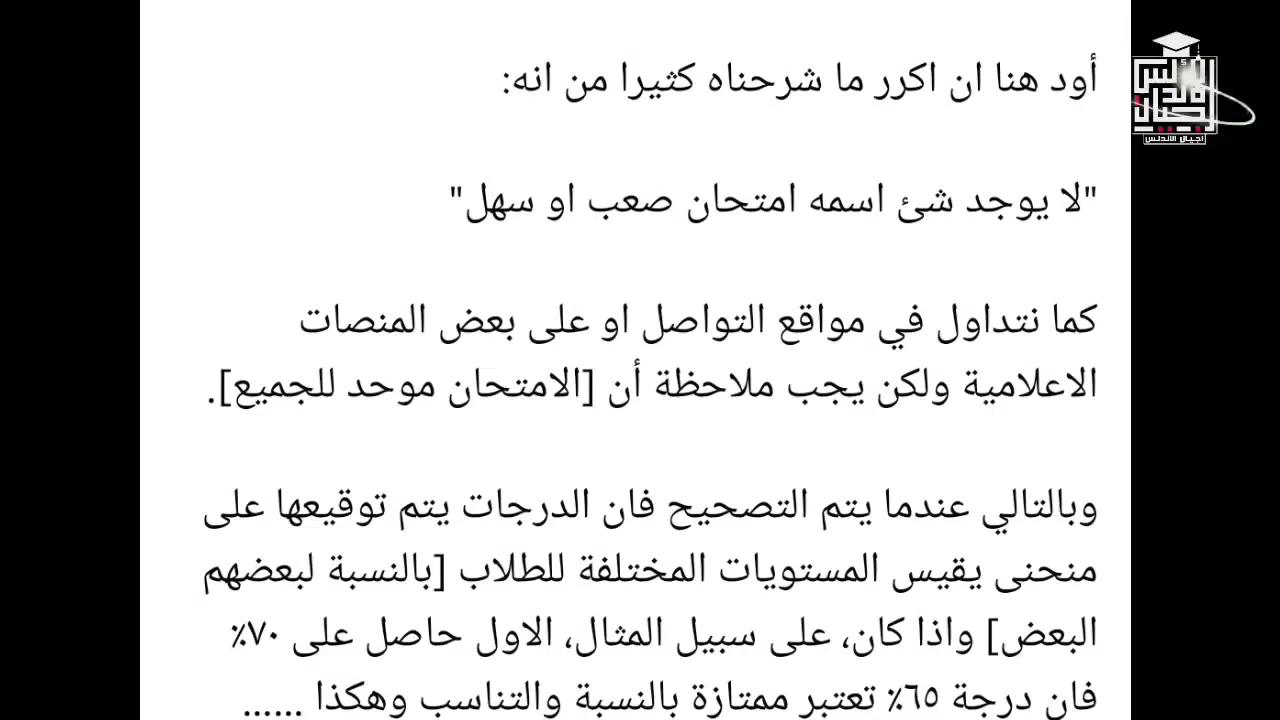 أود هنا ان اكرر ما شرحناه كثيرا من انه:
"لا يوجد شئ اسمه امتحان صعب او سهل"
كما نتداول في مواقع التواصل او على بعض المنصات
الاعلامية ولكن يجب ملاحظة أن [الامتحان موحد للجميع].
وبالتالي عندما يتم التصحيح فان الدرجات يتم توقيعها على
منحنى يقيس المستويات المختلفة للطلاب [بالنسبة لبعضهم
البعض] واذا كان، على سبيل المثال، الاول حاصل على ٧٠٪
فان درجة ٦٥٪ تعتبر ممتازة بالنسبة والتناسب وهكذا ......
اجيال الاندلس